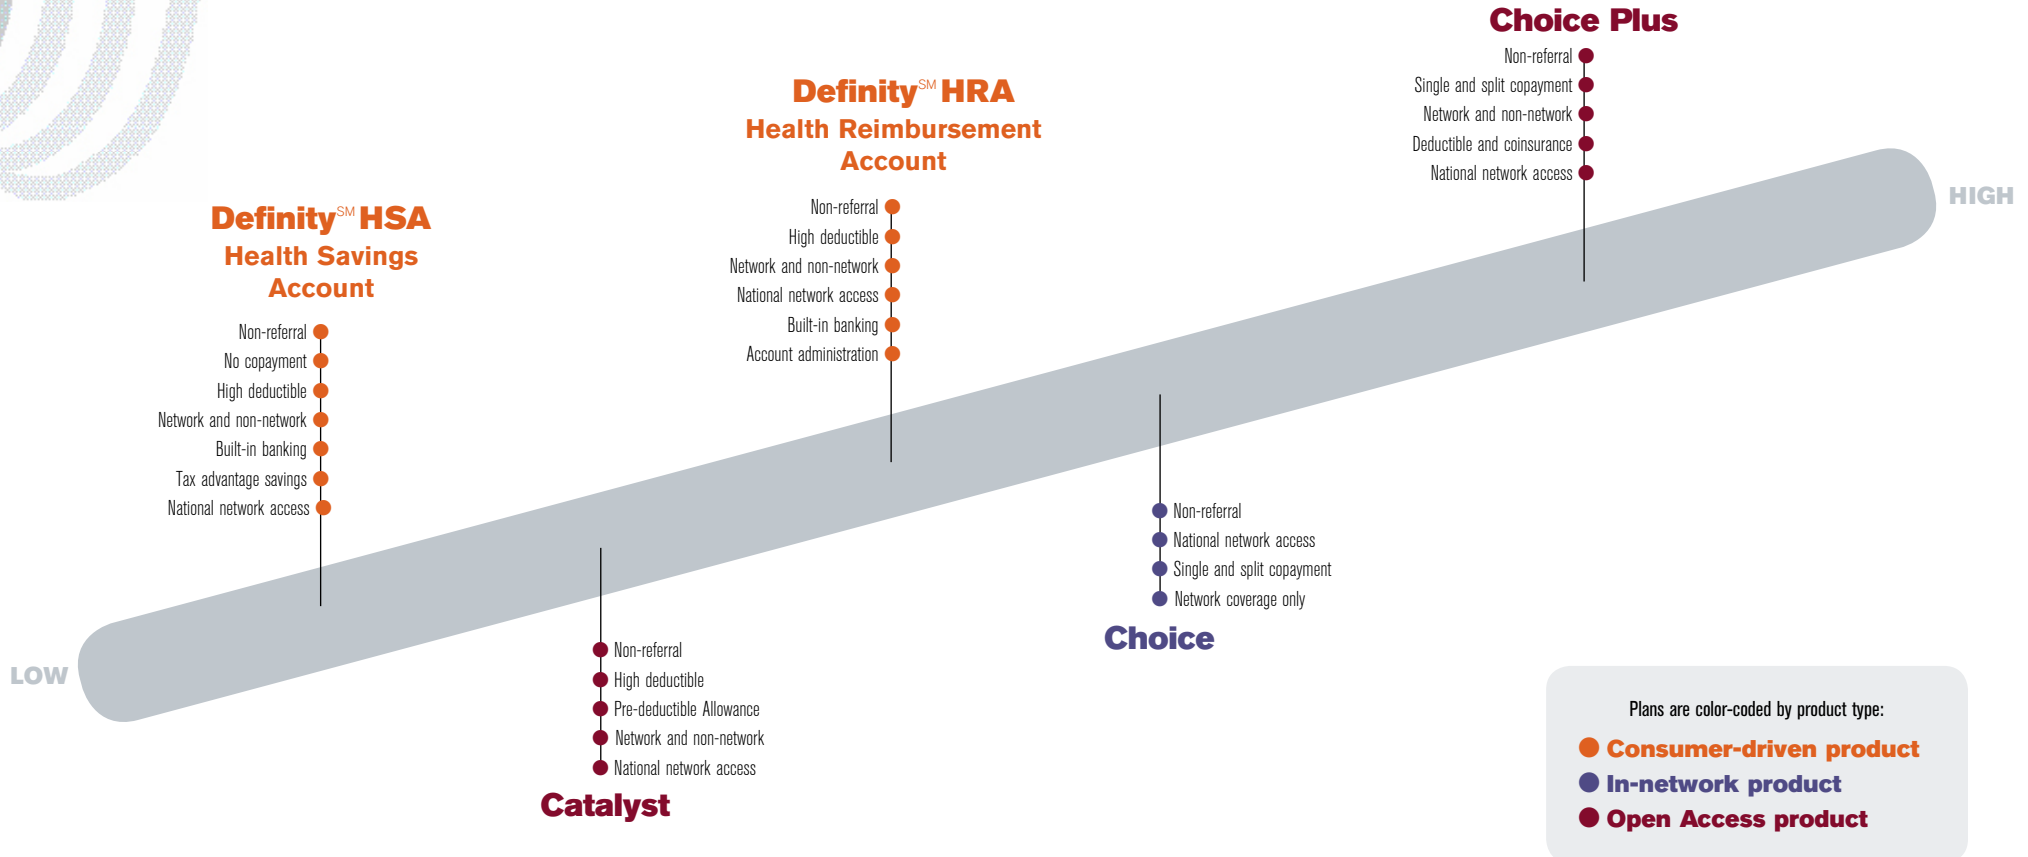 Choice Plus
Non-referral
Single and split copayment
Network and non-network
Deductible and coinsurance
National network access
HIGH
Definity℠ HRA
Health Reimbursement
Account
Non-referral
High deductible
Network and non-network
National network access
Built-in banking
Account administration
Definity℠ HSA
Health Savings
Account
Non-referral
No copayment
High deductible
Network and non-network
Built-in banking
Tax advantage savings
National network access
LOW
Non-referral
High deductible
Pre-deductible Allowance
Network and non-network
National network access
Catalyst
Non-referral
National network access
Single and split copayment
Network coverage only
Choice
Plans are color-coded by product type:
Consumer-driven product
In-network product
Open Access product